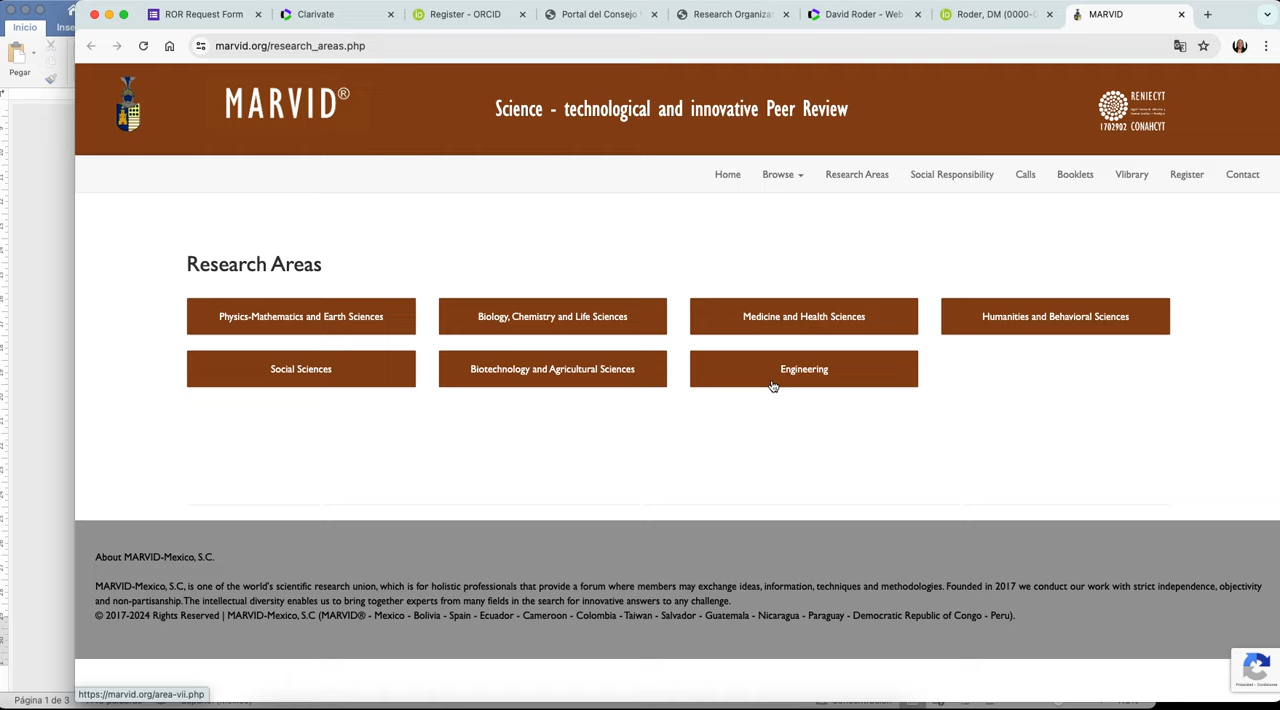 ROR Request Form
Clarivate
Register - ORCID
Portal del Consejo
Research Organiza
David Roder - Web
Roder, DM (0000-0
MARVID
Inicio
Inse
Pegar
marvid.org/research_areas.php
MARVID®
Science - technological and innovative Peer Review
RENIECYT
1702902 CONAHCYT
Home
Browse
Research Areas
Social Responsibility
Calls
Booklets
Vlibrary
Register
Contact
Research Areas
Physics-Mathematics and Earth Sciences
Biology, Chemistry and Life Sciences
Medicine and Health Sciences
Humanities and Behavioral Sciences
Social Sciences
Biotechnology and Agricultural Sciences
Engineering
About MARVID-Mexico, S.C.
MARVID-Mexico, S.C, is one of the world's scientific research union, which is for holistic professionals that provide a forum where members may exchange ideas, information, techniques and methodologies. Founded in 2017 we conduct our work with strict independence, objectivity
and non-partisanship. The intellectual diversity enables us to bring together experts from many fields in the search for innovative answers to any challenge.
© 2017-2024 Rights Reserved | MARVID-Mexico, S.C (MARVID® - Mexico - Bolivia - Spain - Ecuador - Cameroon - Colombia - Taiwan - Salvador - Guatemala - Nicaragua - Paraguay - Democratic Republic of Congo - Peru).
https://marvid.org/area-vii.php
Página 1 de 3